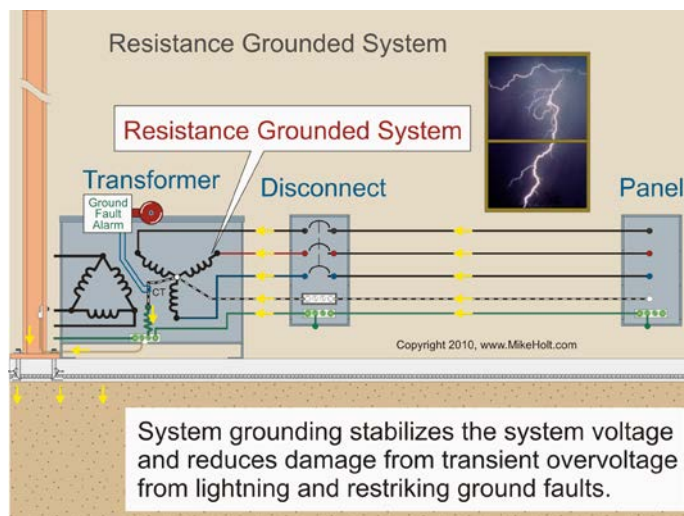 Resistance Grounded System
Resistance Grounded System
Transformer
Disconnect
Panel
Ground
Fault
Alarm
CT
Copyright 2010, www.MikeHolt.com
System grounding stabilizes the system voltage
and reduces damage from transient overvoltage
from lightning and restriking ground faults.